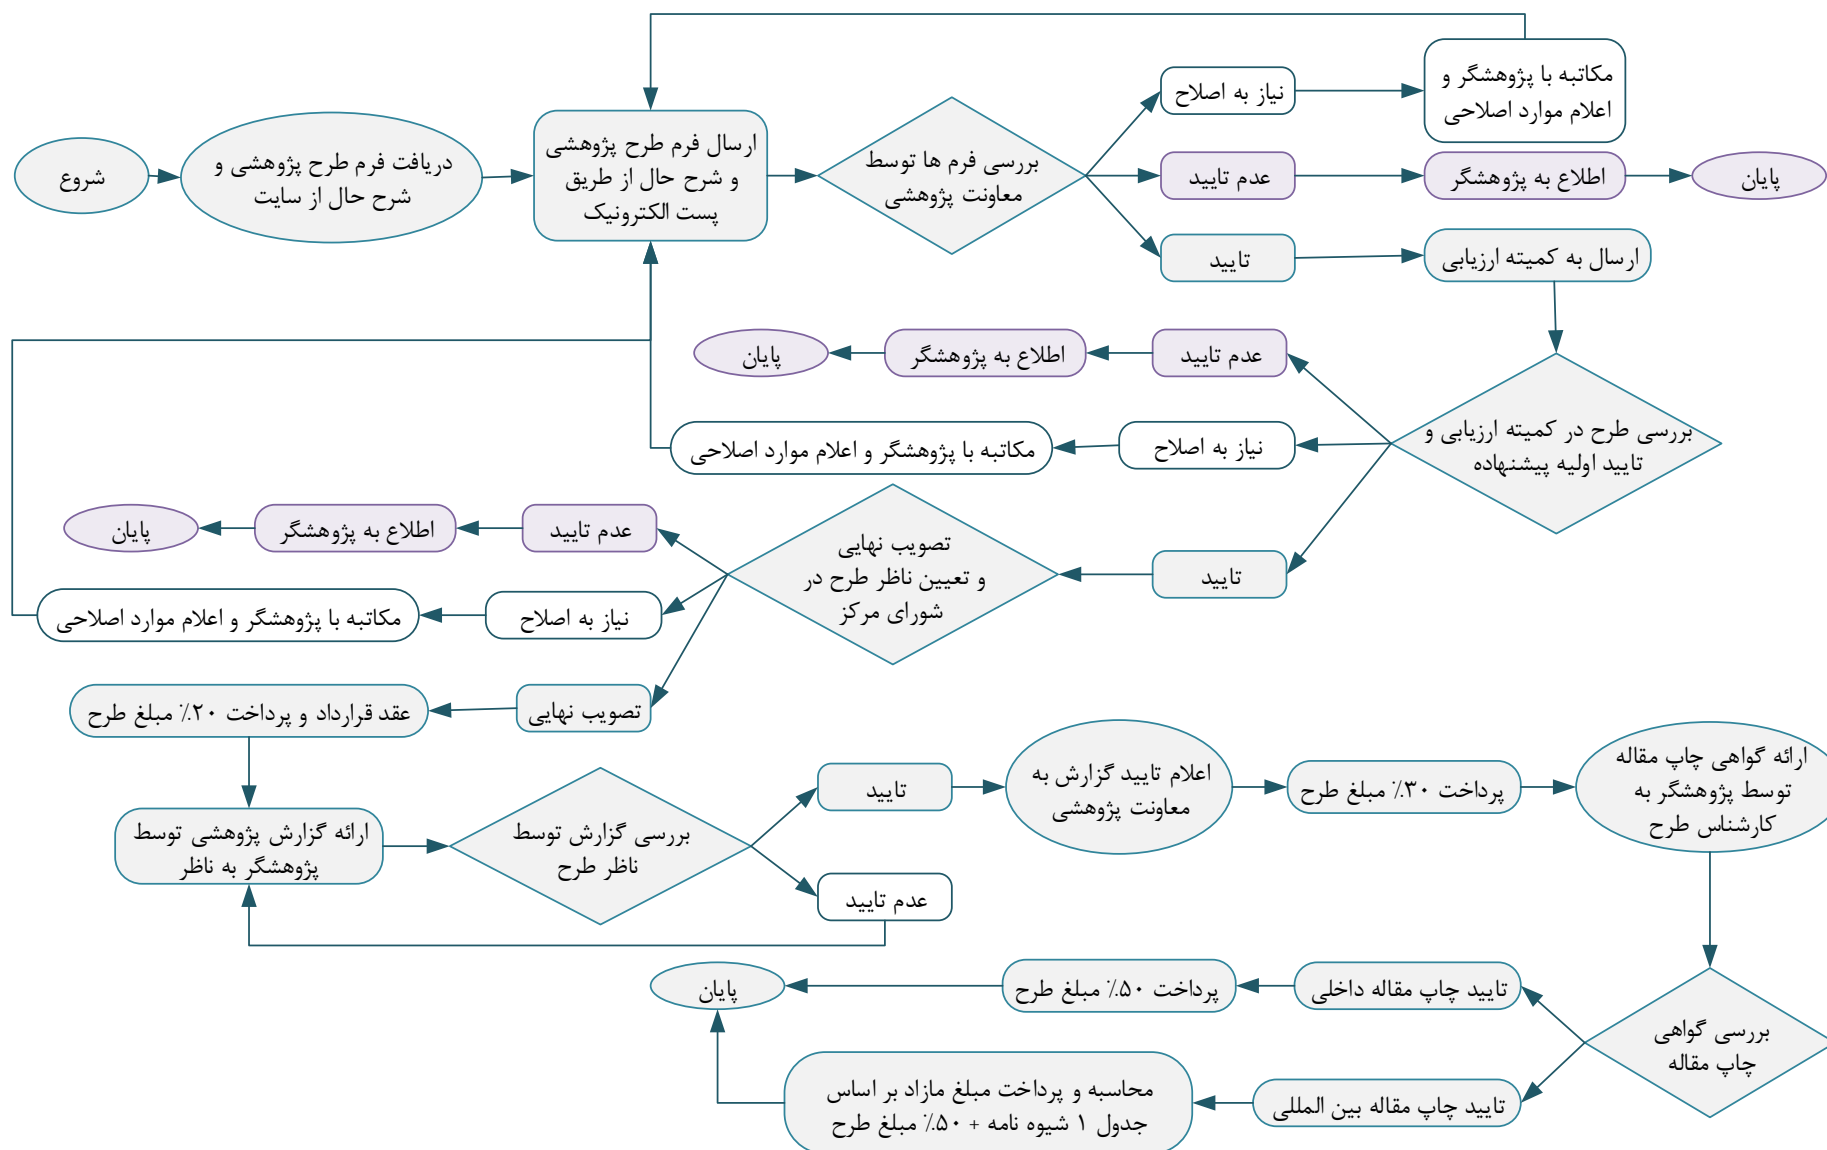 شروع
دریافت فرم طرح پژوهشی و
شرح حال از سایت
ارسال فرم طرح پژوهشی
و شرح حال از طریق
پست الکترونیک
بررسی فرم ها توسط
معاونت پژوهشی
نیاز به اصلاح
مکاتبه با پژوهشگر و
اعلام موارد اصلاحی
عدم تایید
اطلاع به پژوهشگر
پایان
تایید
ارسال به کمیته ارزیابی
بررسی طرح در کمیته ارزیابی و
تایید اولیه پیشنهاده
عدم تایید
اطلاع به پژوهشگر
پایان
نیاز به اصلاح
مکاتبه با پژوهشگر و اعلام موارد اصلاحی
تایید
تصویب نهایی
و تعیین ناظر طرح در
شورای مرکز
عدم تایید
اطلاع به پژوهشگر
پایان
نیاز به اصلاح
مکاتبه با پژوهشگر و اعلام موارد اصلاحی
تصویب نهایی
عقد قرارداد و پرداخت ۲۰٪ مبلغ طرح
ارائه گزارش پژوهشی توسط
پژوهشگر به ناظر
بررسی گزارش توسط
ناظر طرح
تایید
عدم تایید
اعلام تایید گزارش به
معاونت پژوهشی
پرداخت ۳۰٪ مبلغ طرح
ارائه گواهی چاپ مقاله
توسط پژوهشگر به
کارشناس طرح
بررسی گواهی
چاپ مقاله
تایید چاپ مقاله داخلی
پرداخت ۵۰٪ مبلغ طرح
پایان
تایید چاپ مقاله بین المللی
محاسبه و پرداخت مبلغ مازاد بر اساس
جدول ۱ شیوه نامه + ۵۰٪ مبلغ طرح